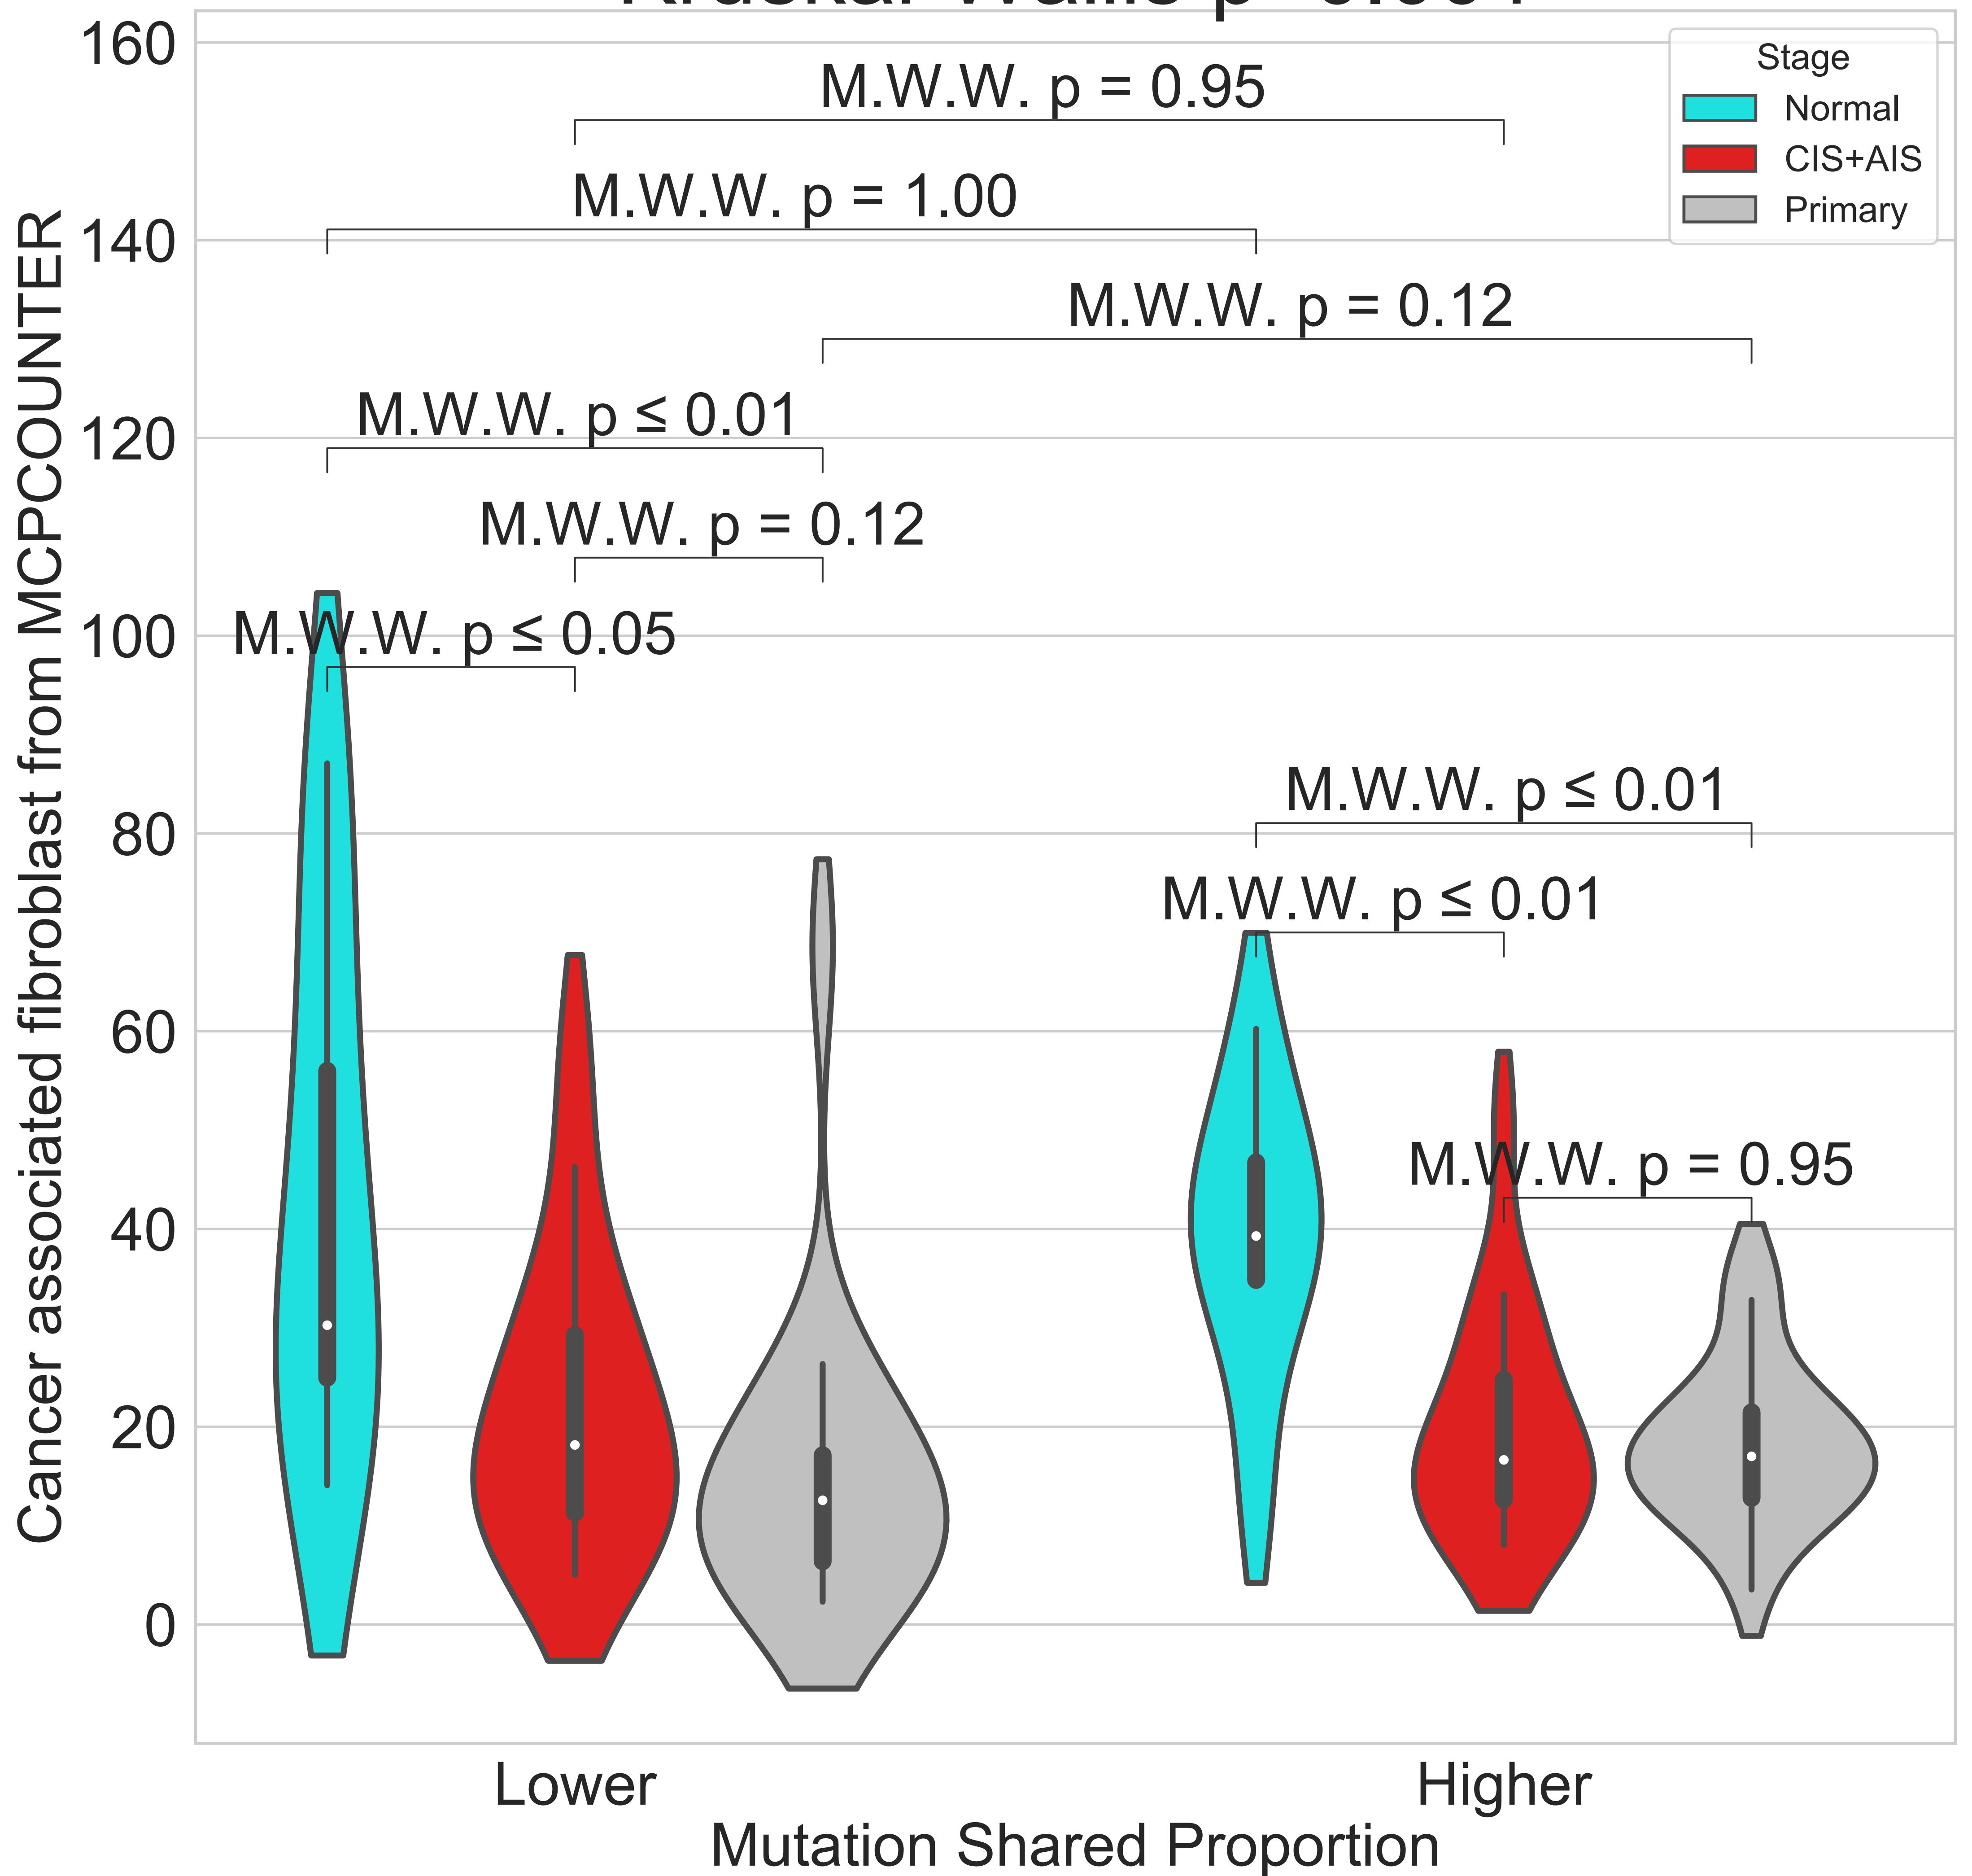 160
M.W.W. p = 0.95
Stage
Normal
CIS+AIS
Primary
M.W.W. p = 1.00
140
M.W.W. p = 0.12
M.W.W. p ≤ 0.01
120
M.W.W. p = 0.12
M.W.W. p ≤ 0.05
100
M.W.W. p ≤ 0.01
80
M.W.W. p ≤ 0.01
60
M.W.W. p = 0.95
40
20
0
Cancer associated fibroblast from MCPCOUNTER
Lower
Higher
Mutation Shared Proportion